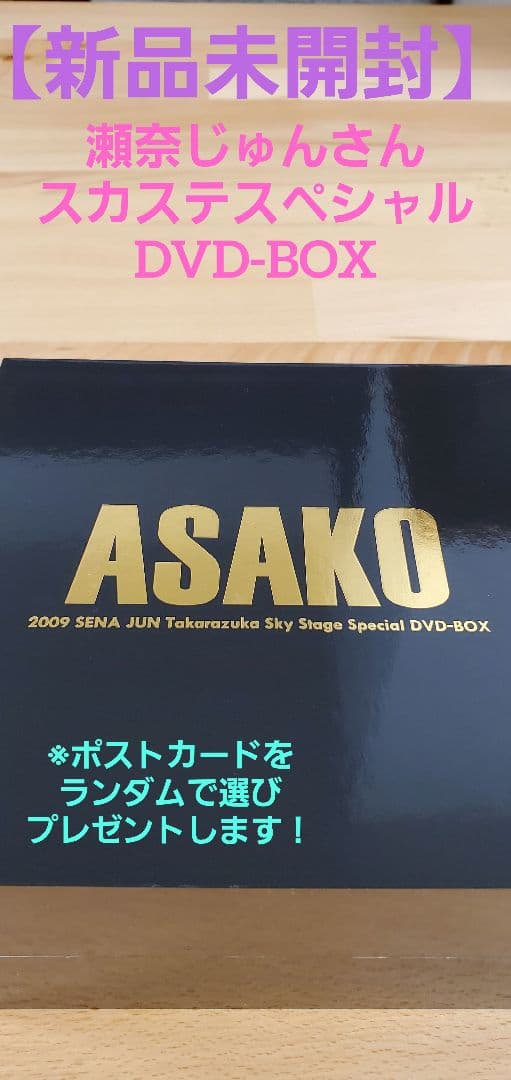 【新品未開封】
瀬奈じゅんさん
スカステスペシャル
DVD-BOX
ASAKO
2009 SENA JUN Takarazuka Sky Stage Special DVD-BOX
※ポストカードを
ランダムで選び
プレゼントします！